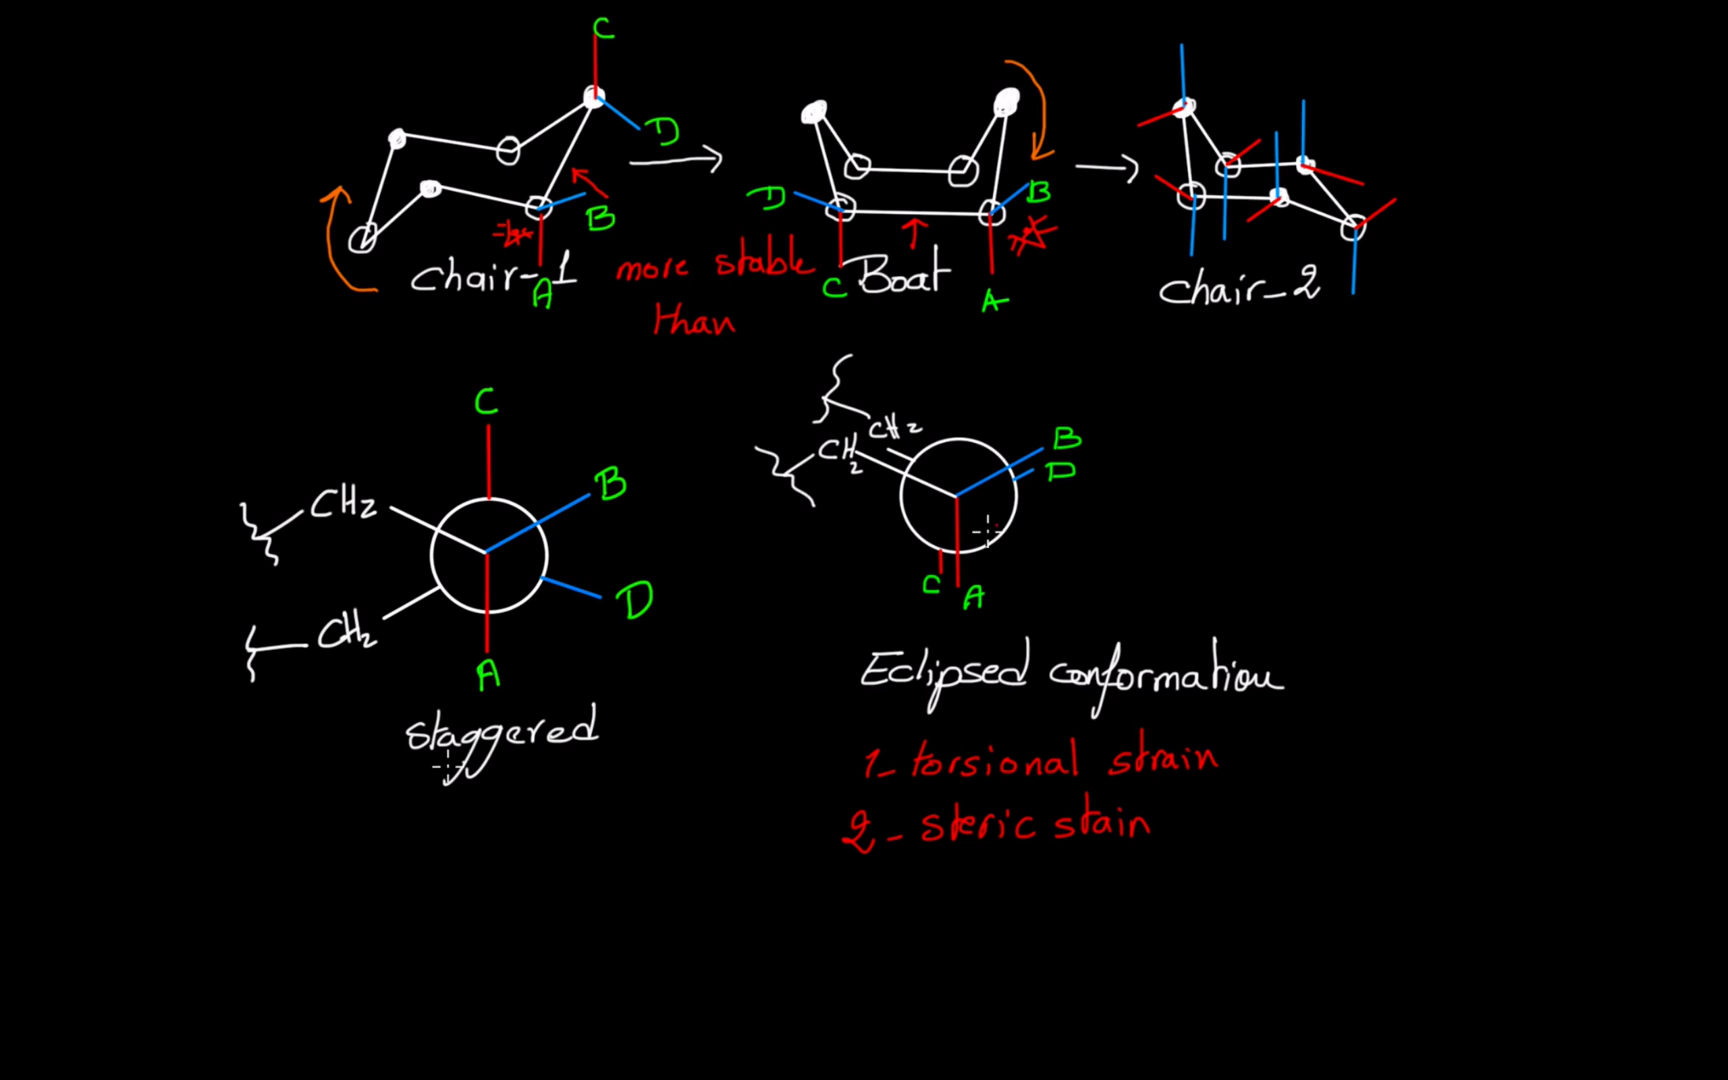 C
D
B
A
Chair-1
more stable
than
D
B
C
A
Boat
Chair-2
C
CH2
B
CH2
D
A
staggered
CH2
CH2
B
D
C
A
Eclipsed conformation
1- torsional strain
2- steric stain